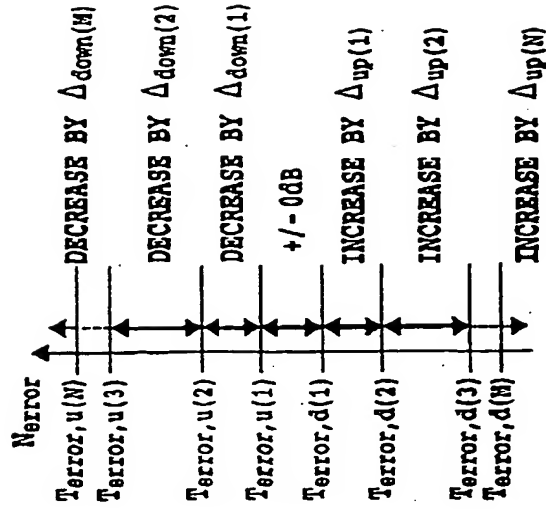 Nerror
Terror,u(N)
Terror,u(3)
Terror,u(2)
Terror,u(1)
Terror,d(1)
Terror,d(2)
Terror,d(3)
Terror,d(M)
DECREASE BY Δdown(M)
DECREASE BY Δdown(2)
DECREASE BY Δdown(1)
+/- 0dB
INCREASE BY Δup(1)
INCREASE BY Δup(2)
INCREASE BY Δup(N)